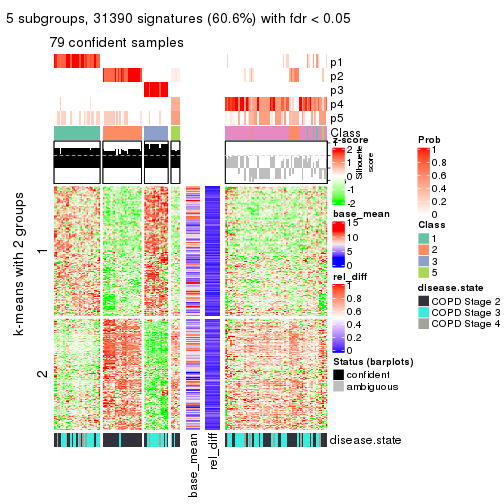 5 subgroups, 31390 signatures (60.6%) with fdr < 0.05
79 confident samples
p1
p2
p3
p4
p5
Class
z-score
2
1
0
-1
-2
Silhouette
score
base_mean
15
10
5
0
rel_diff
1
0.8
0.6
0.4
0.2
0
Status (barplots)
confident
ambiguous
Prob
1
0.8
0.6
0.4
0.2
0
Class
1
2
3
5
disease.state
COPD Stage 2
COPD Stage 3
COPD Stage 4
k-means with 2 groups
1
2
disease.state
base_mean
rel_diff